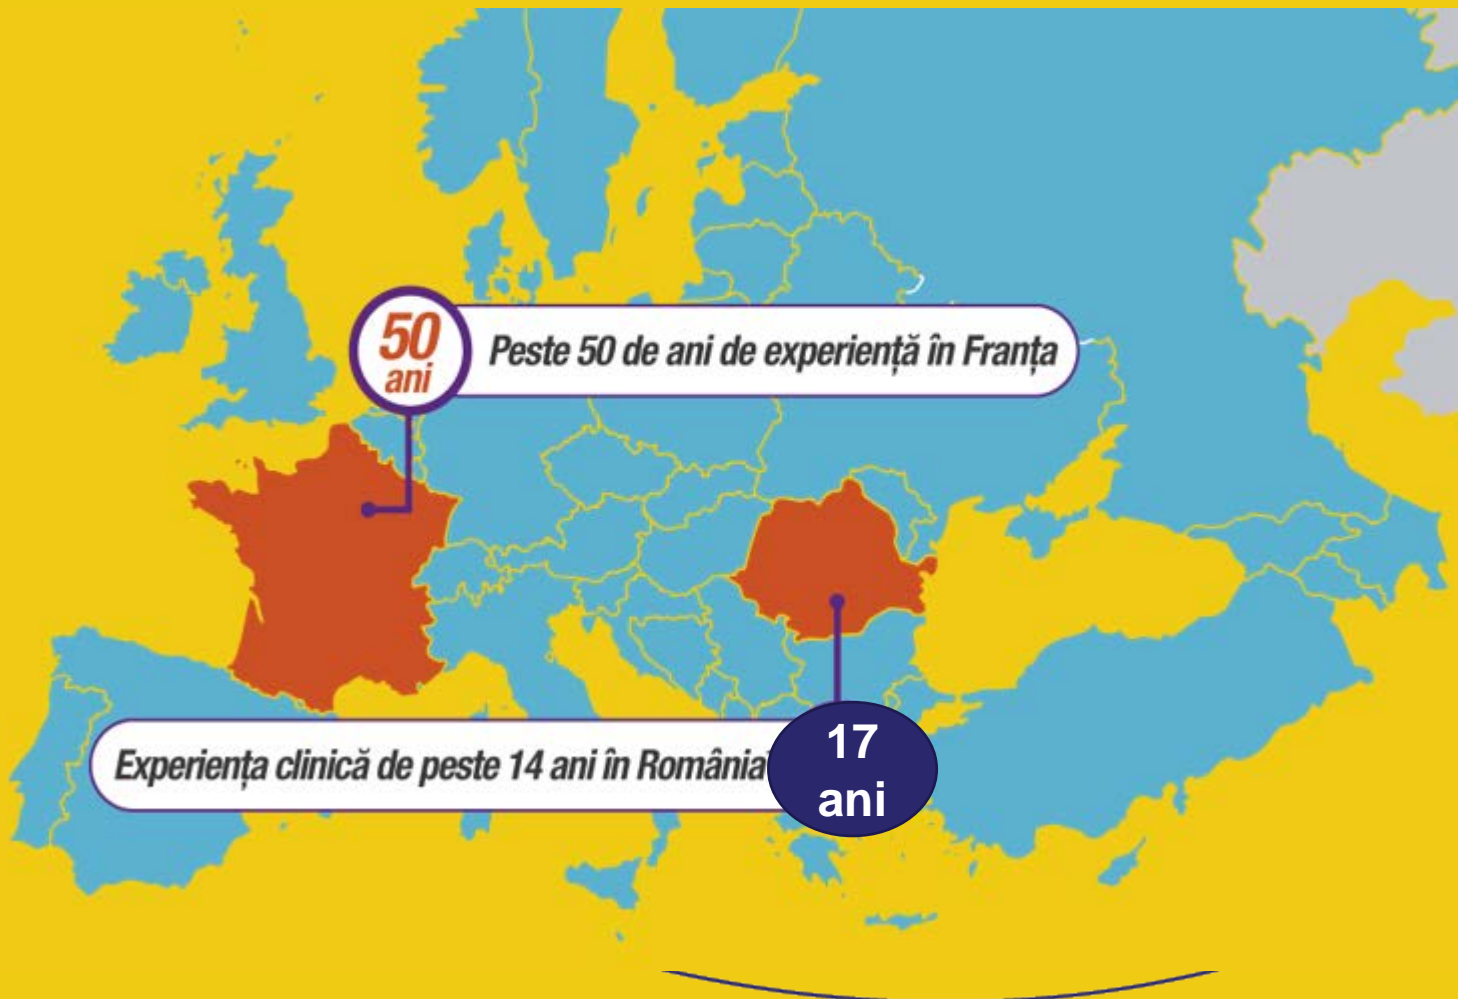 50
ani
Peste 50 de ani de experiență în Franța
Experiența clinică de peste 14 ani în România
17
ani